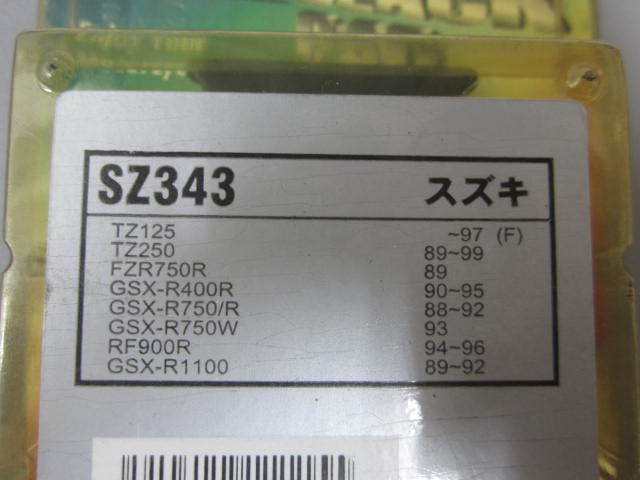 BLACK
SZ343 スズキ
TZ125 ~97 (F)
TZ250 89~99
FZR750R 89
GSX-R400R 90~95
GSX-R750/R 88~92
GSX-R750W 93
RF900R 94~96
GSX-R1100 89~92